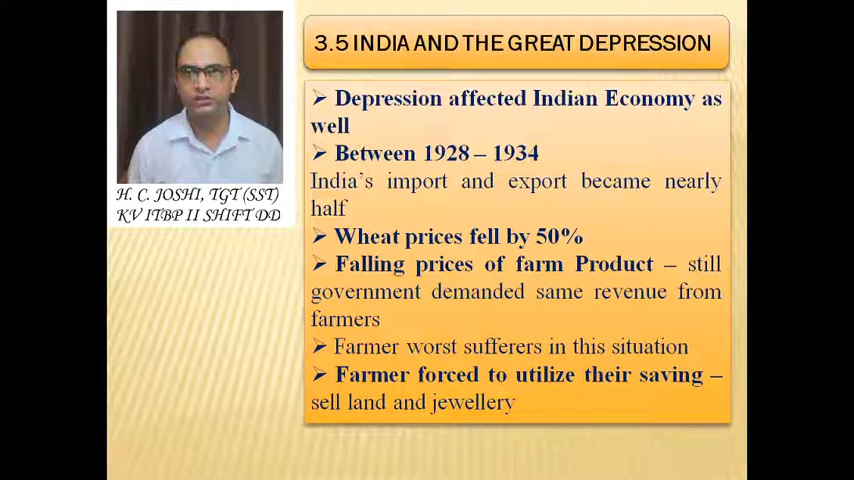 3.5 INDIA AND THE GREAT DEPRESSION
H. C. JOSHI, TGT (SST)
KV ITBP II SHIFT DD
➢ Depression affected Indian Economy as
well
➢ Between 1928 – 1934
India's import and export became nearly
half
➢ Wheat prices fell by 50%
➢ Falling prices of farm Product – still
government demanded same revenue from
farmers
➢ Farmer worst sufferers in this situation
➢ Farmer forced to utilize their saving –
sell land and jewellery